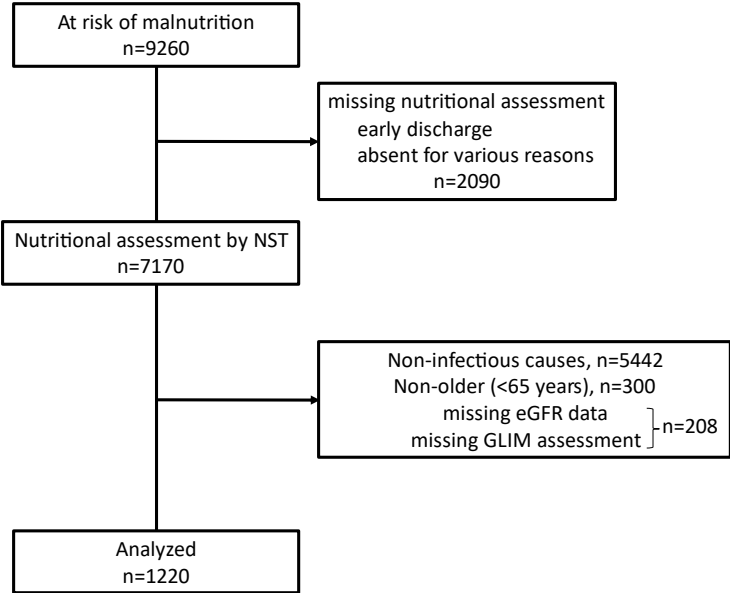 At risk of malnutrition
n=9260
missing nutritional assessment
early discharge
absent for various reasons
n=2090
Nutritional assessment by NST
n=7170
Non-infectious causes, n=5442
Non-older (<65 years), n=300
missing eGFR data
missing GLIM assessment
n=208
Analyzed
n=1220